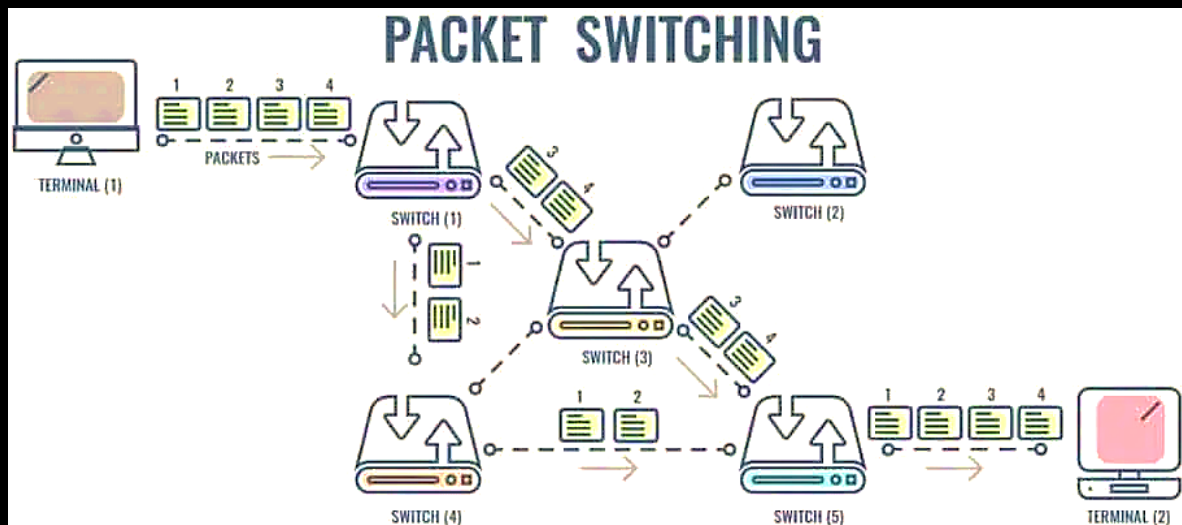 PACKET SWITCHING
1 2 3 4
PACKETS
TERMINAL (1)
SWITCH (1)
3
4
SWITCH (2)
1
2
SWITCH (3)
3
4
1 2
1 2 3 4
SWITCH (4)
SWITCH (5)
TERMINAL (2)